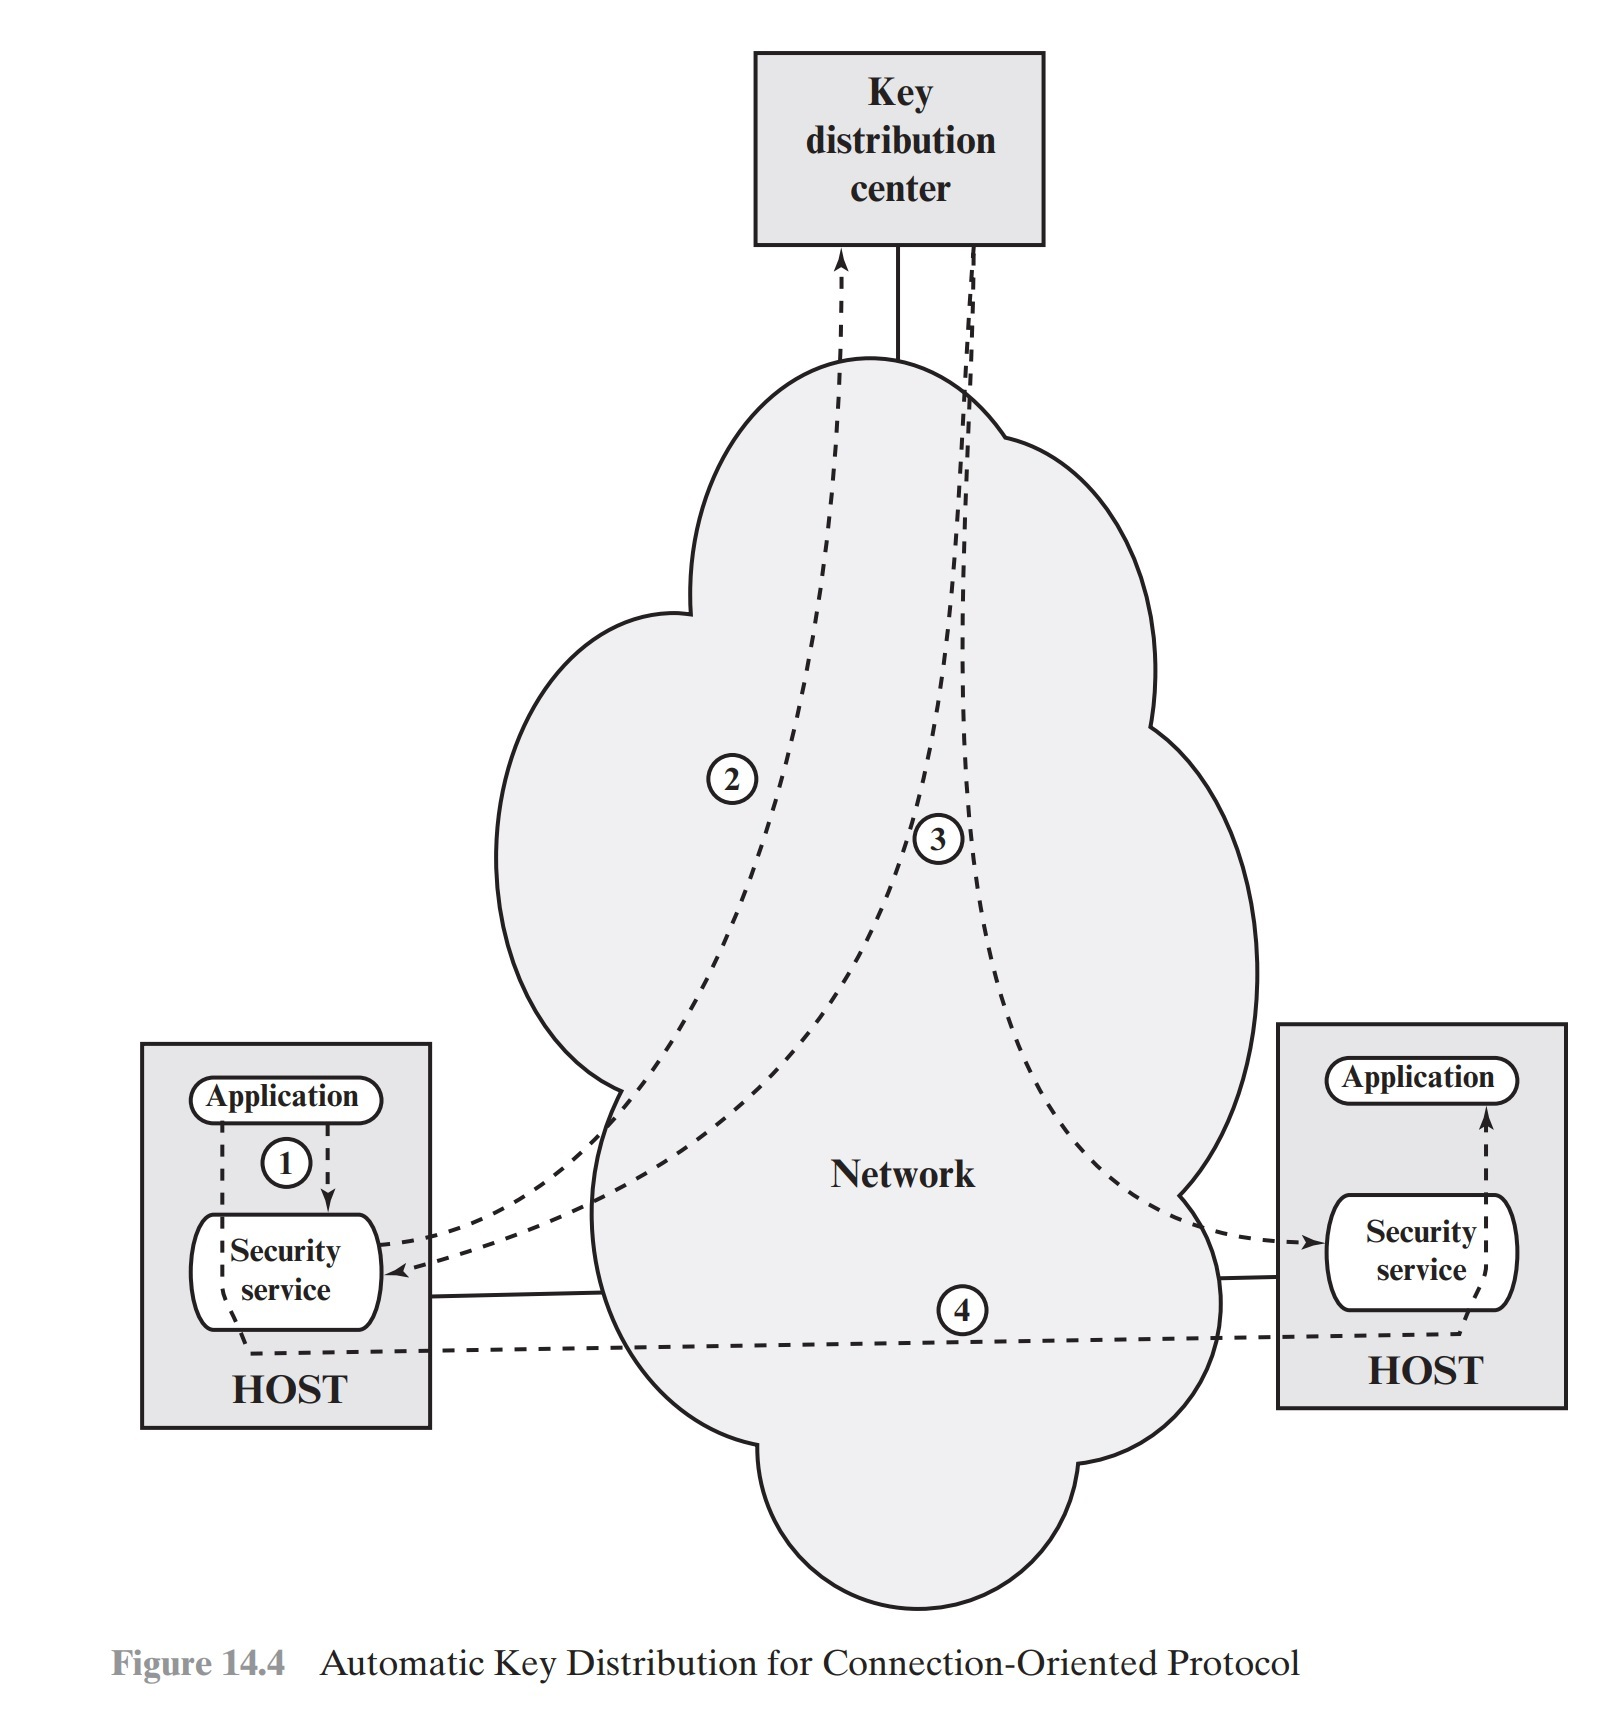 Key
distribution
center
2
3
Application
1
Security
service
HOST
Network
4
Application
Security
service
HOST
Figure 14.4 Automatic Key Distribution for Connection-Oriented Protocol